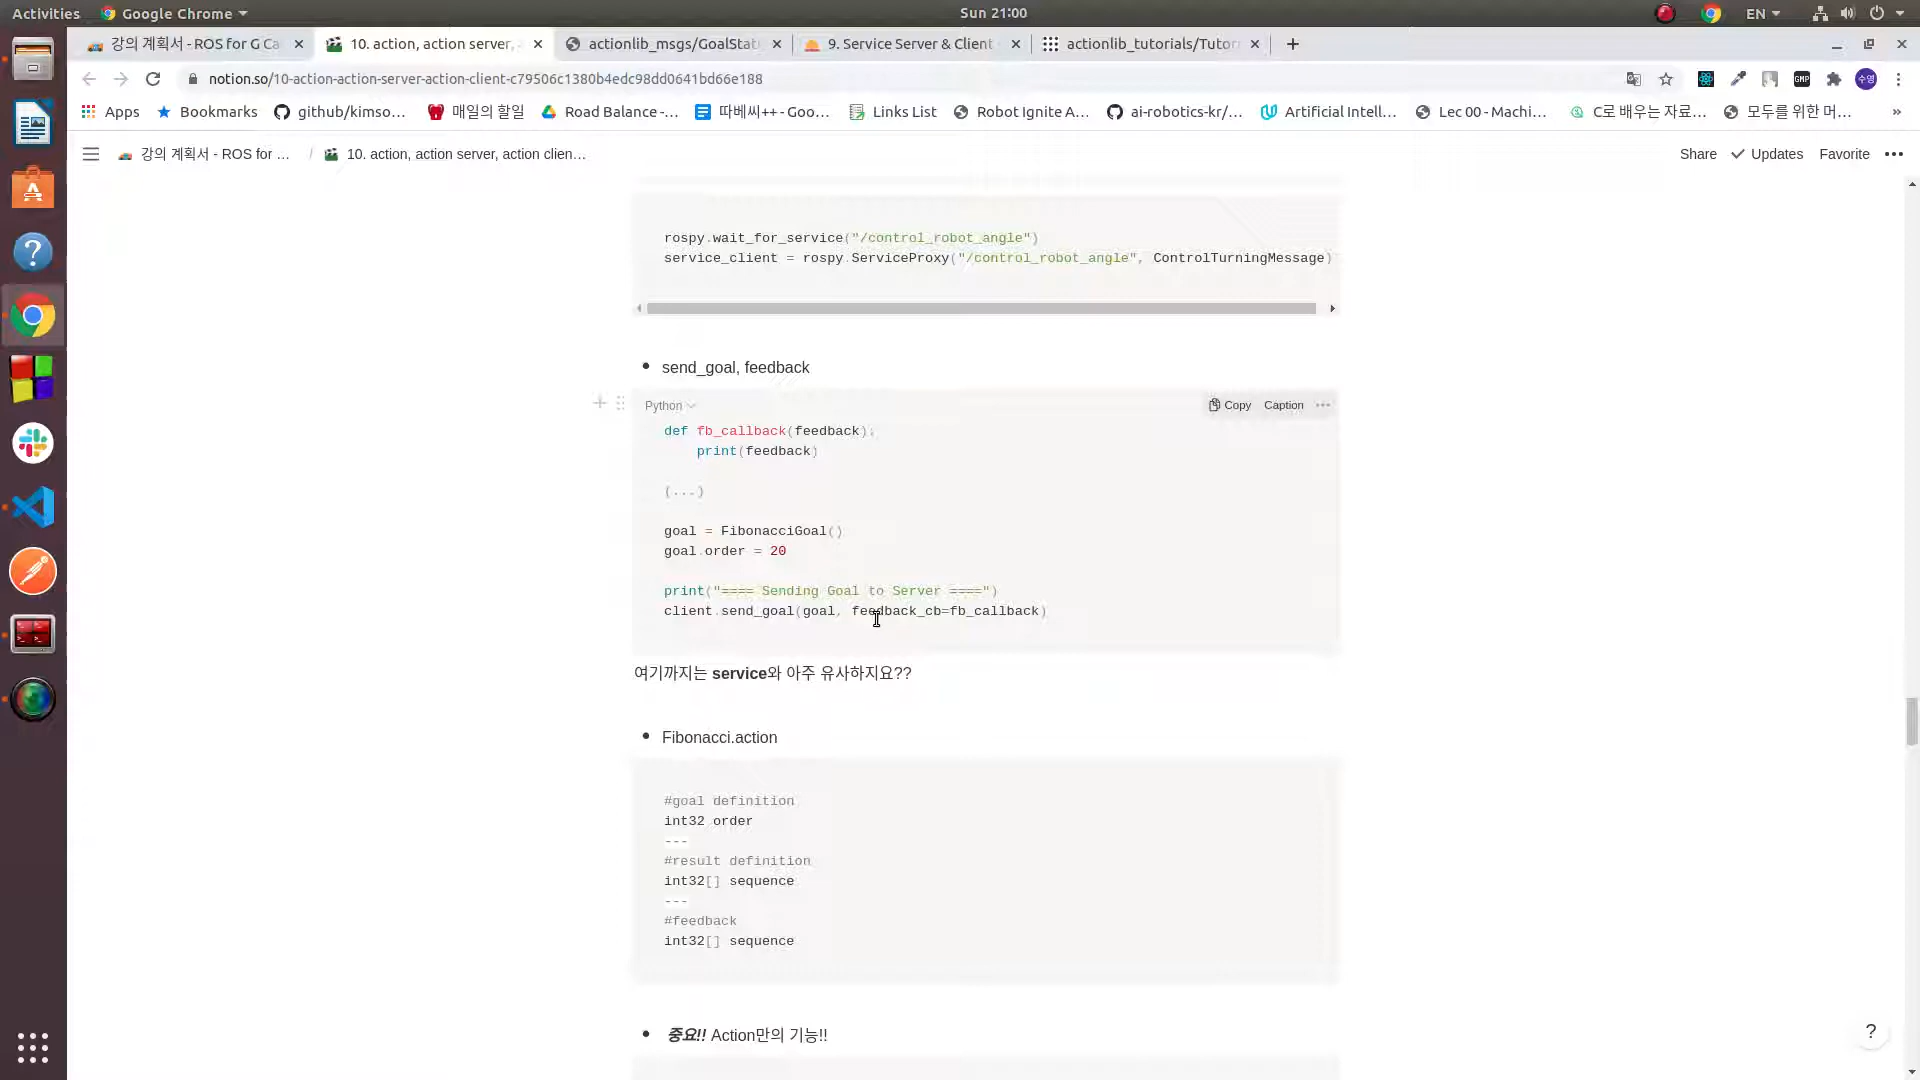 Activities
Google Chrome
Sun 21:00
EN
강의 계획서 - ROS for G Ca
10. action, action server,
actionlib_msgs/GoalStat
9. Service Server & Client
actionlib_tutorials/Tutor
notion.so/10-action-action-server-action-client-c79506c1380b4edc98dd0641bd66e188
GMP
수영
Apps
Bookmarks
github/kimso...
매일의 할일
Road Balance -...
따베씨++ - Goo...
Links List
Robot Ignite A...
ai-robotics-kr/...
Artificial Intell...
Lec 00 - Machi...
C로 배우는 자료...
모두를 위한 머...
»
강의 계획서 - ROS for ... / 10. action, action server, action clien...
Share
Updates
Favorite
rospy.wait_for_service("/control_robot_angle")
service_client = rospy.ServiceProxy("/control_robot_angle", ControlTurningMessage)
• send_goal, feedback
Python
Copy
Caption
def fb_callback(feedback):
print(feedback)
(...)
goal = FibonacciGoal()
goal.order = 20
print("==== Sending Goal to Server ====")
client.send_goal(goal, feedback_cb=fb_callback)
여기까지는 service와 아주 유사하지요??
• Fibonacci.action
#goal definition
int32 order
---
#result definition
int32[] sequence
---
#feedback
int32[] sequence
• 중요!! Action만의 기능!!
?